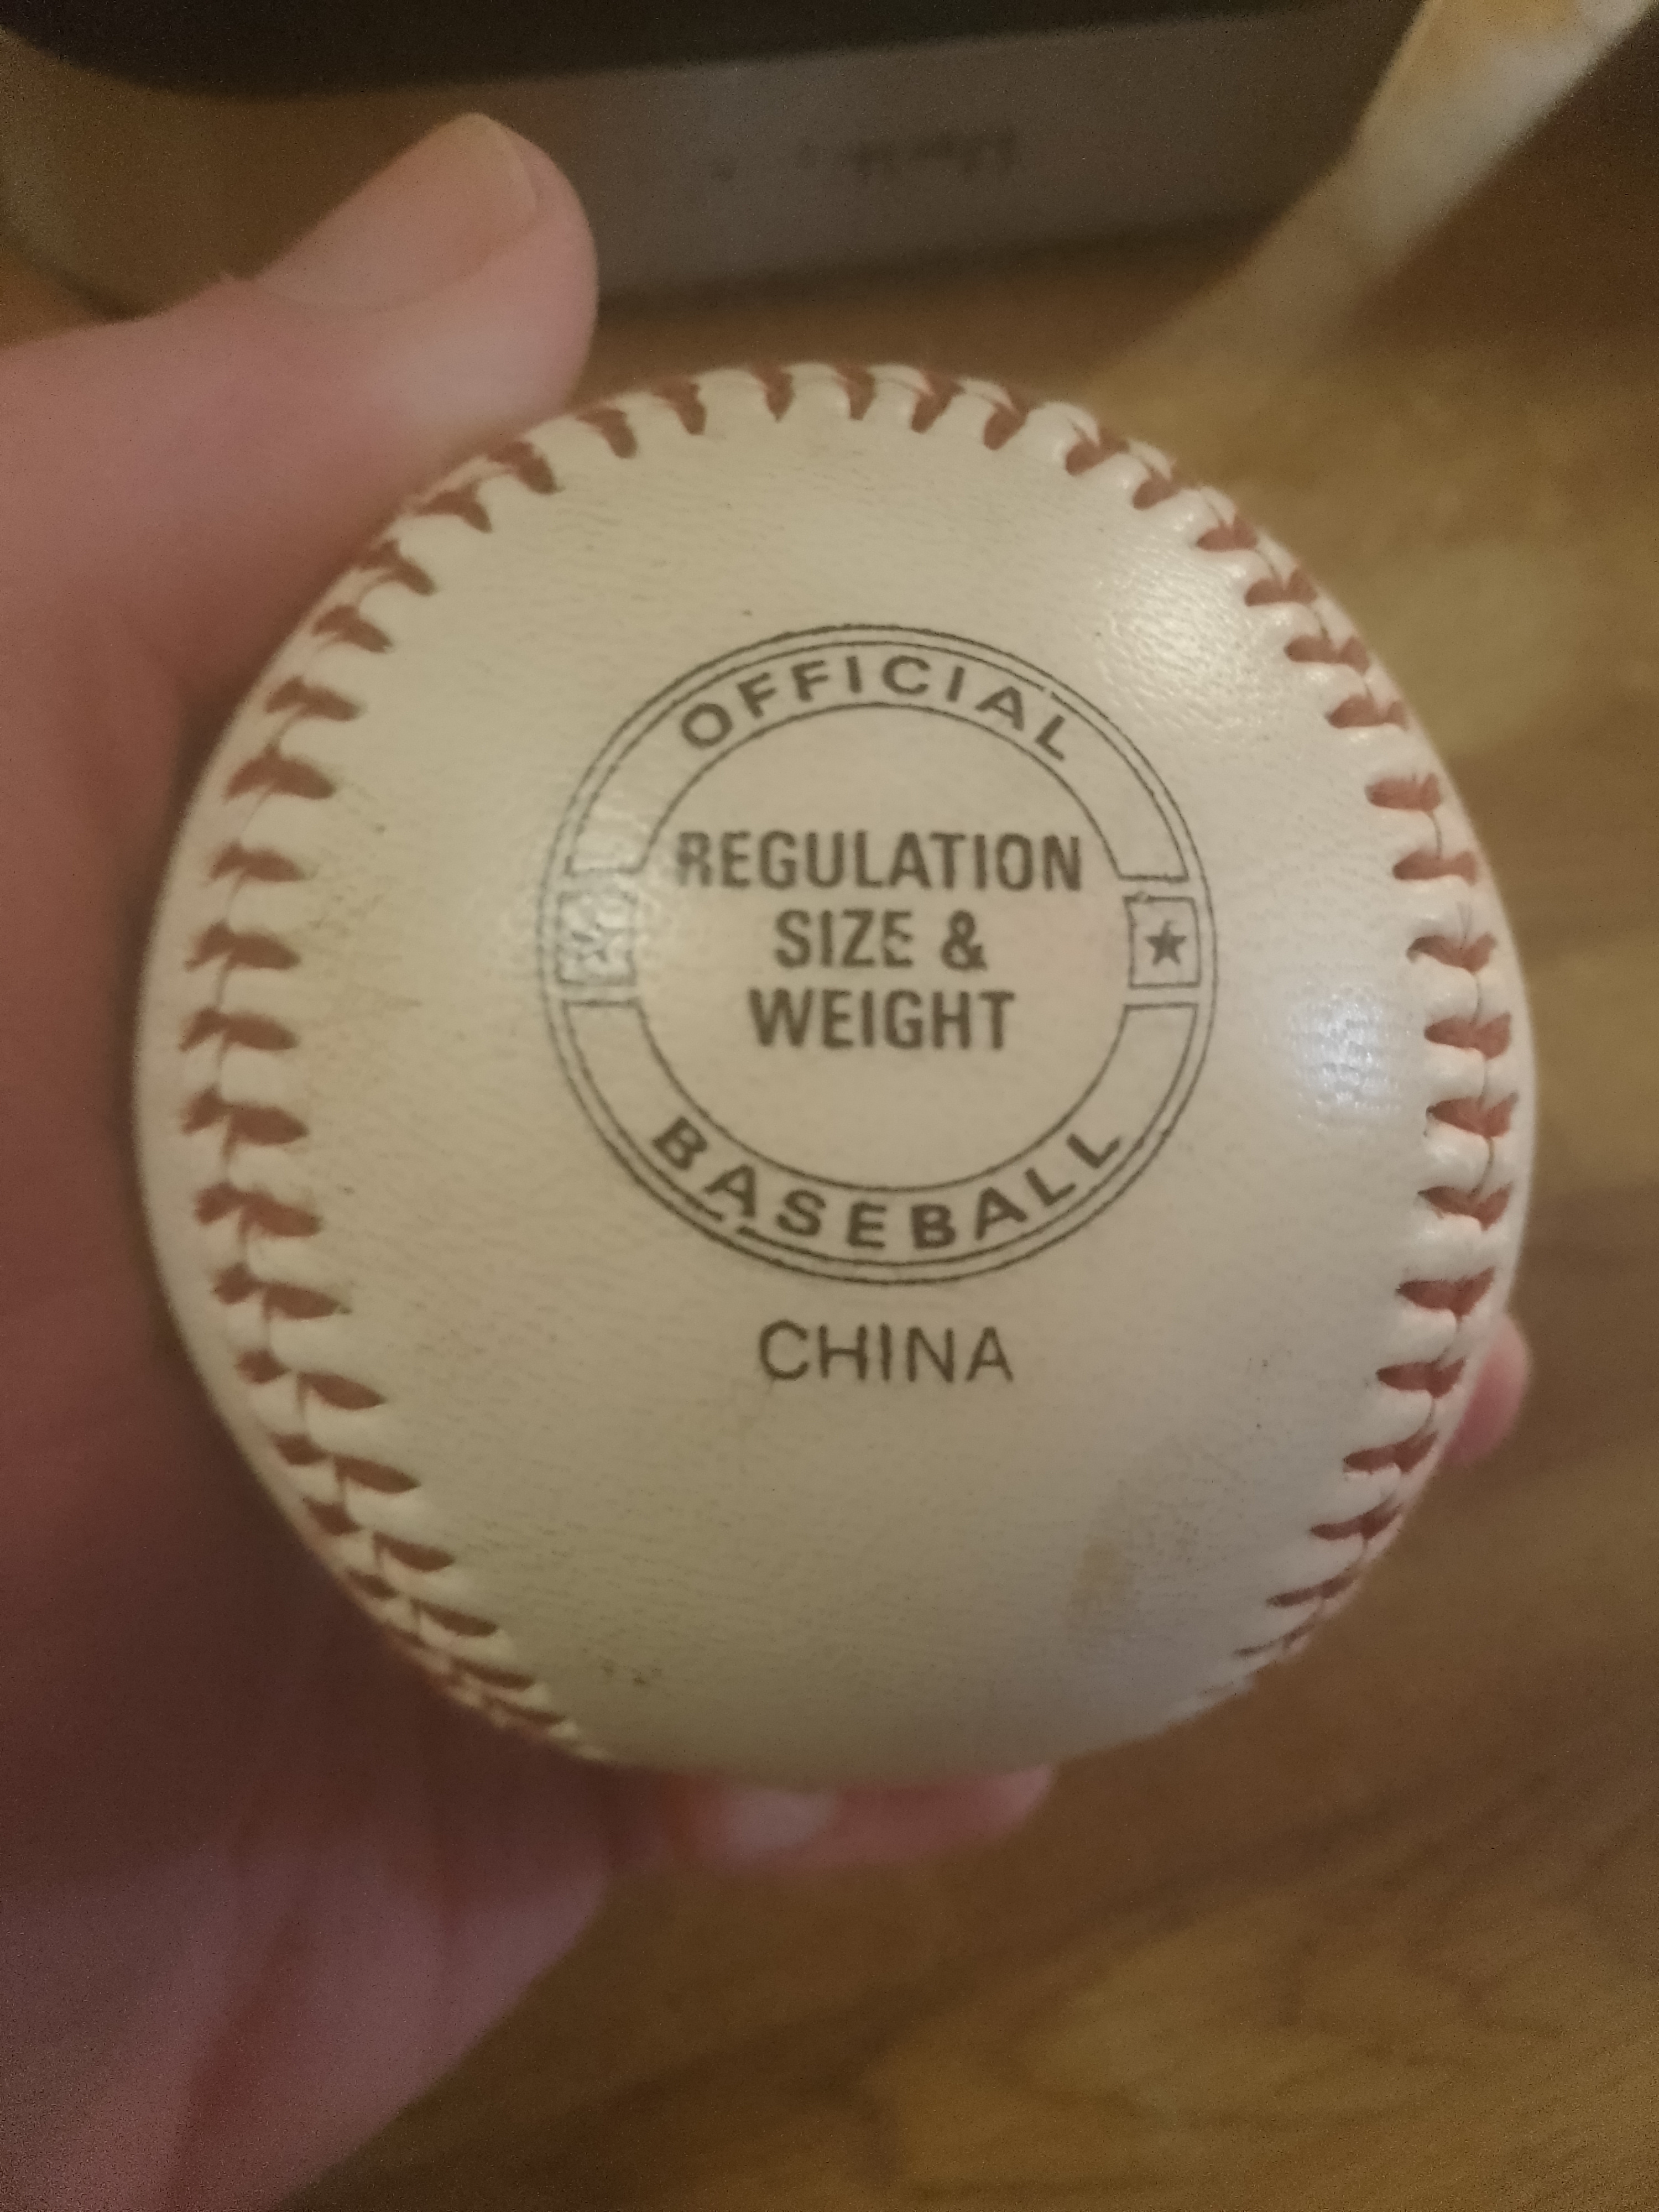 OFFICIAL
REGULATION
SIZE &
WEIGHT
BASEBALL
CHINA